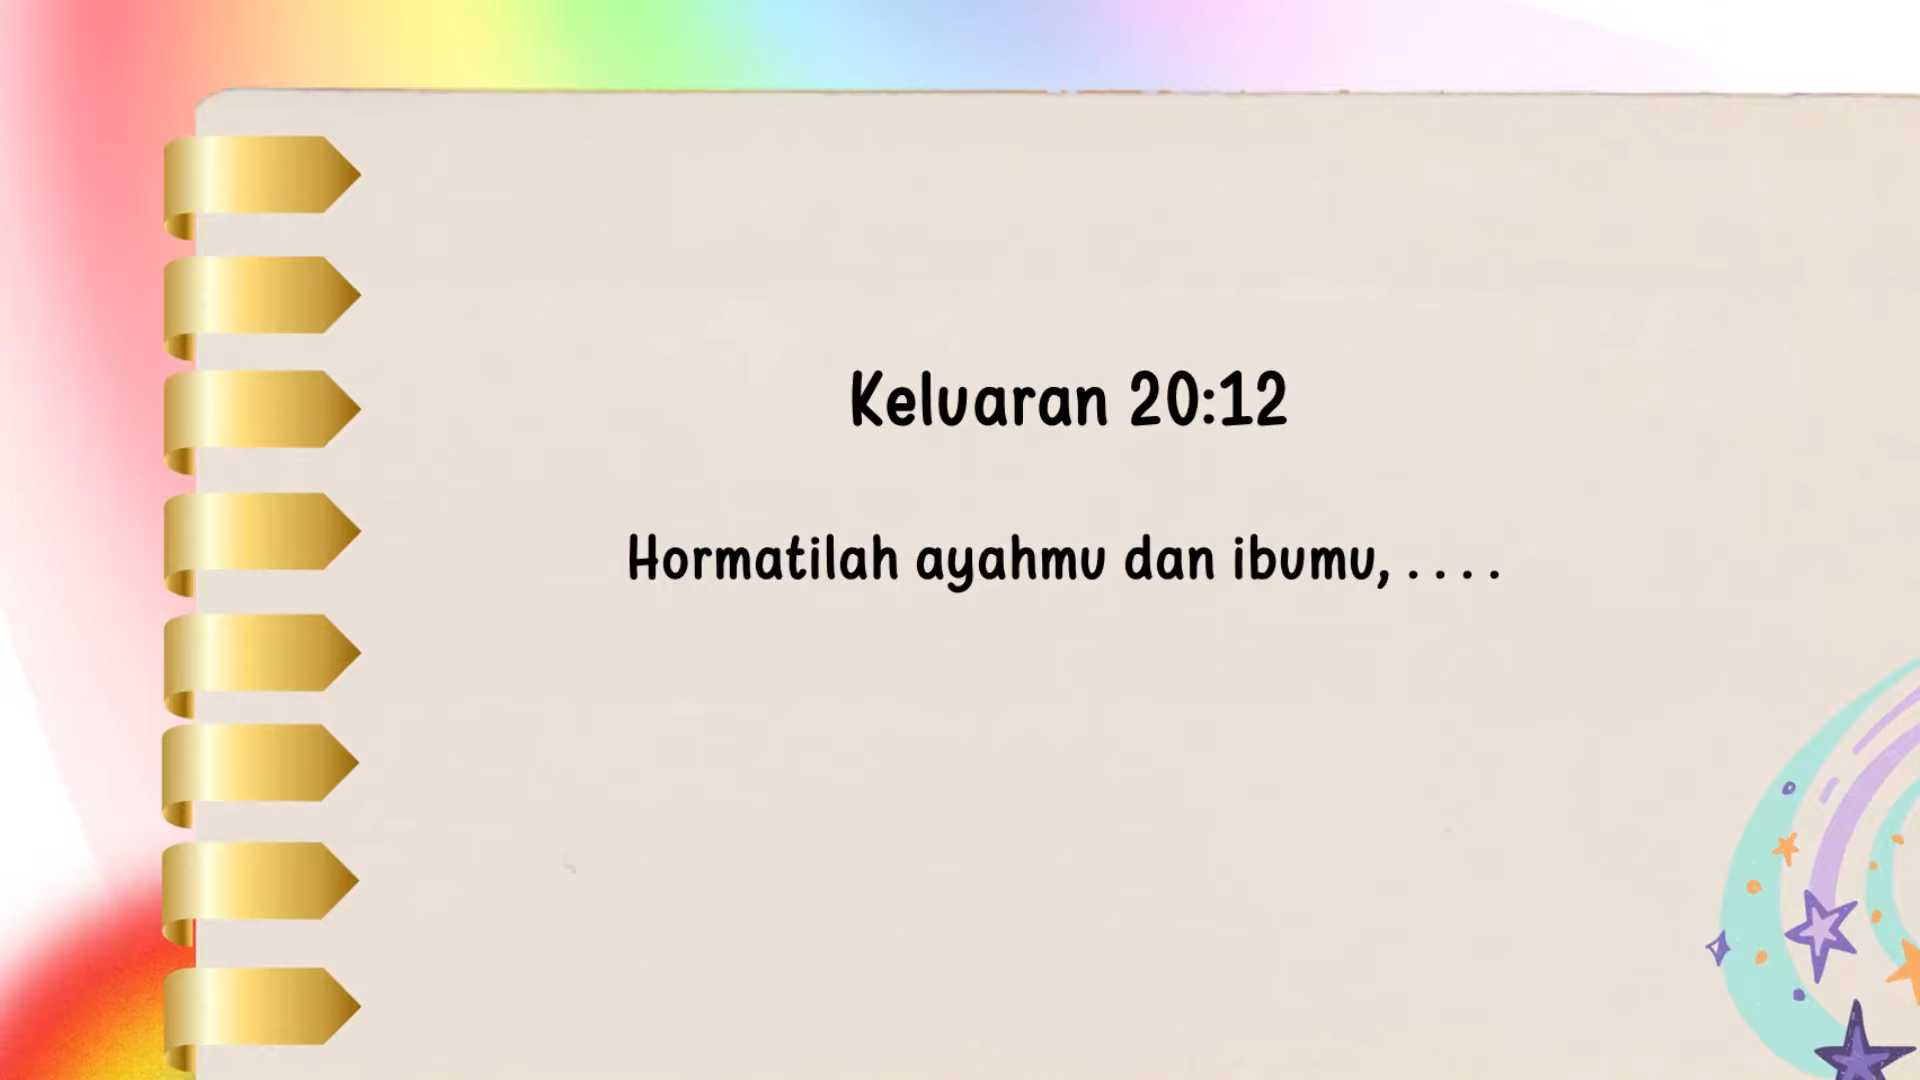 Keluaran 20:12
Hormatilah ayahmu dan ibumu, . . . .